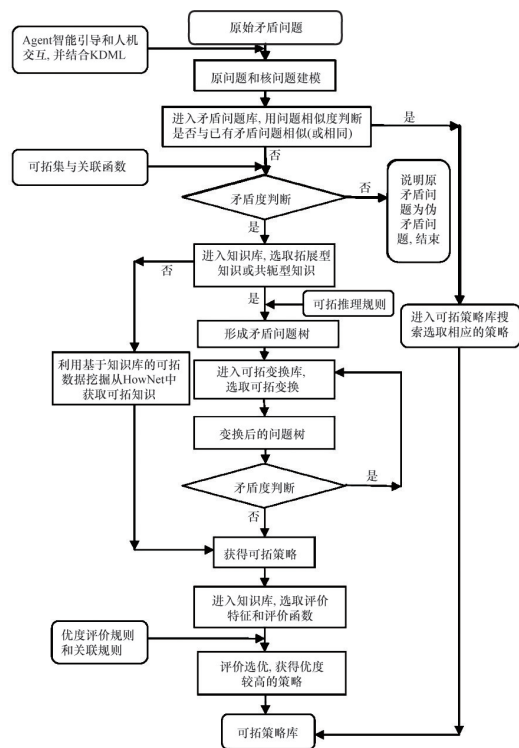 原始矛盾问题
Agent智能引导和人机
交互, 并结合KDML
原问题和核问题建模
进入矛盾问题库, 用问题相似度判断
是否与已有矛盾问题相似(或相同)
是
否
可拓集与关联函数
矛盾度判断
否
说明原
矛盾问
题为伪
矛盾问
题, 结束
是
进入知识库, 选取拓展型
知识或共轭型知识
否
是
可拓推理规则
形成矛盾问题树
进入可拓策略库搜
索选取相应的策略
利用基于知识库的可拓
数据挖掘从HowNet中
获取可拓知识
进入可拓变换库,
选取可拓变换
变换后的问题树
矛盾度判断
是
否
获得可拓策略
进入知识库, 选取评价
特征和评价函数
优度评价规则
和关联规则
评价选优, 获得优度
较高的策略
可拓策略库